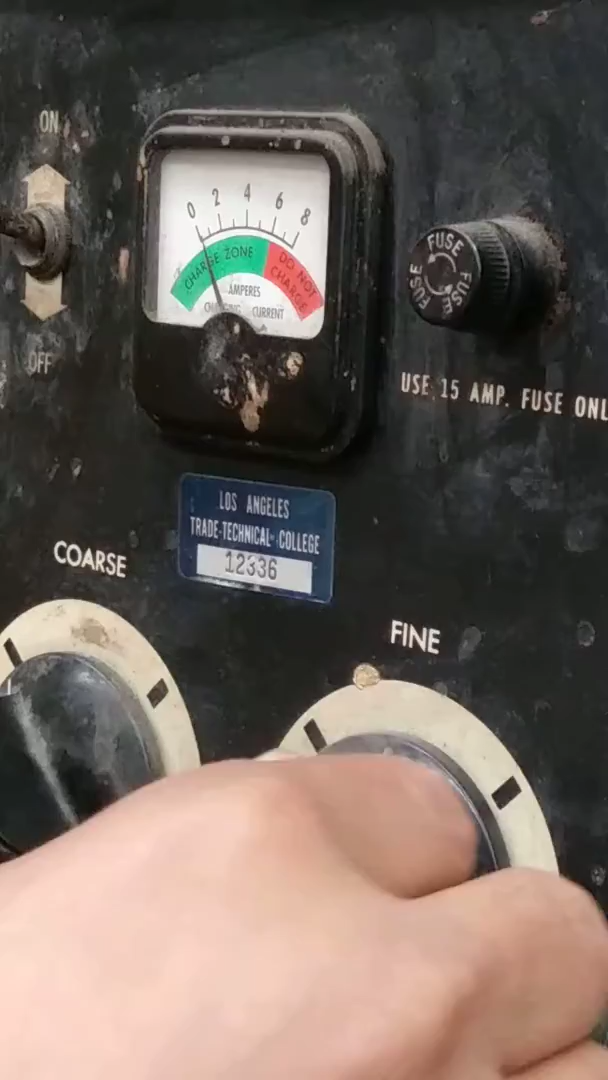 ON
0 2 4 6 8
CHARGE ZONE
DO NOT
CHARGE
AMPERES
CURRENT
OFF
FUSE
FUSE
FUSE
USE 15 AMP. FUSE ONL
LOS ANGELES
TRADE-TECHNICAL COLLEGE
12336
COARSE
FINE